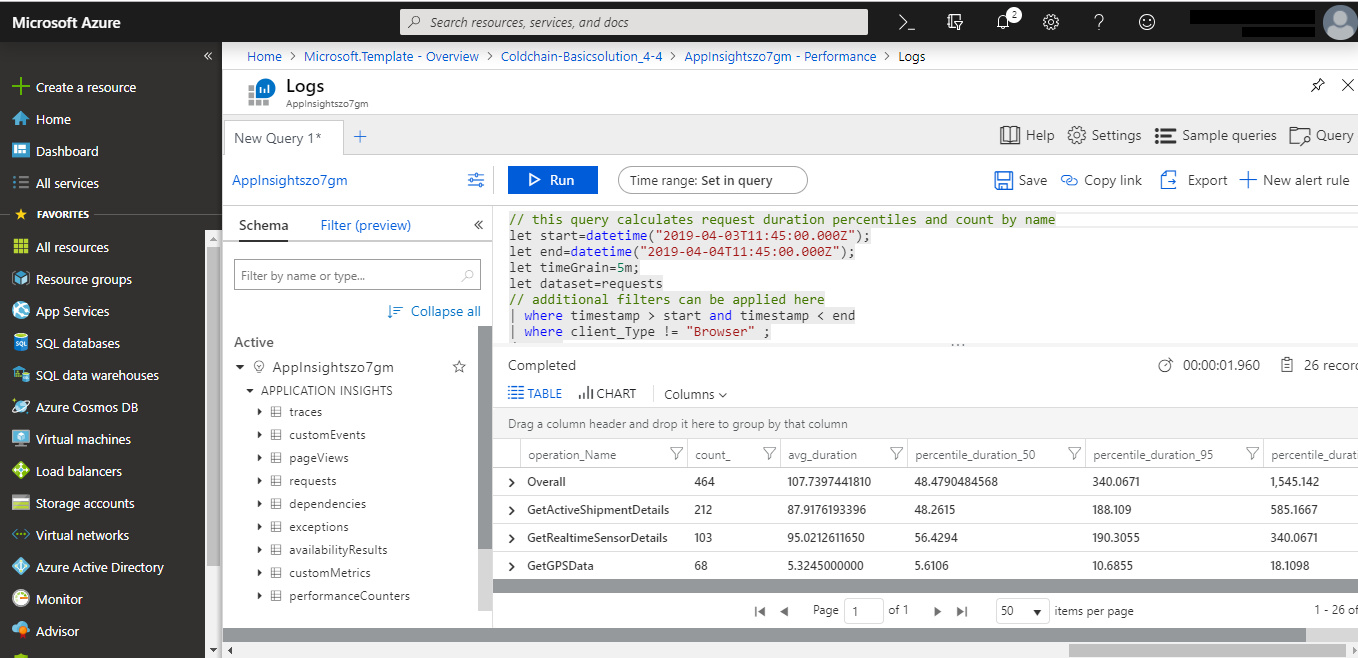 Microsoft Azure
Search resources, services, and docs
2
Create a resource
Home
Dashboard
All services
FAVORITES
All resources
Resource groups
App Services
SQL databases
SQL data warehouses
Azure Cosmos DB
Virtual machines
Load balancers
Storage accounts
Virtual networks
Azure Active Directory
Monitor
Advisor
Home > Microsoft.Template - Overview > Coldchain-Basicsolution_4-4 > AppInsightszo7gm - Performance > Logs
Logs
AppInsightszo7gm
New Query 1*
Help Settings Sample queries Query
AppInsightszo7gm
Run
Time range: Set in query
Save Copy link Export New alert rule
Schema Filter (preview)
Filter by name or type...
Collapse all
Active
AppInsightszo7gm
APPLICATION INSIGHTS
traces
customEvents
pageViews
requests
dependencies
exceptions
availabilityResults
customMetrics
performanceCounters
// this query calculates request duration percentiles and count by name
let start=datetime("2019-04-03T11:45:00.000Z");
let end=datetime("2019-04-04T11:45:00.000Z");
let timeGrain=5m;
let dataset=requests
// additional filters can be applied here
| where timestamp > start and timestamp < end
| where client_Type != "Browser" ;
Completed 00:00:01.960 26 recor
TABLE CHART Columns
Drag a column header and drop it here to group by that column
operation_Name count_ avg_duration percentile_duration_50 percentile_duration_95 percentile_durati
Overall 464 107.7397441810 48.4790484568 340.0671 1,545.142
GetActiveShipmentDetails 212 87.9176193396 48.2615 188.109 585.1667
GetRealtimeSensorDetails 103 95.0212611650 56.4294 190.3055 340.0671
GetGPSData 68 5.3245000000 5.6106 10.6855 18.1098
Page 1 of 1 50 items per page 1 - 26 of